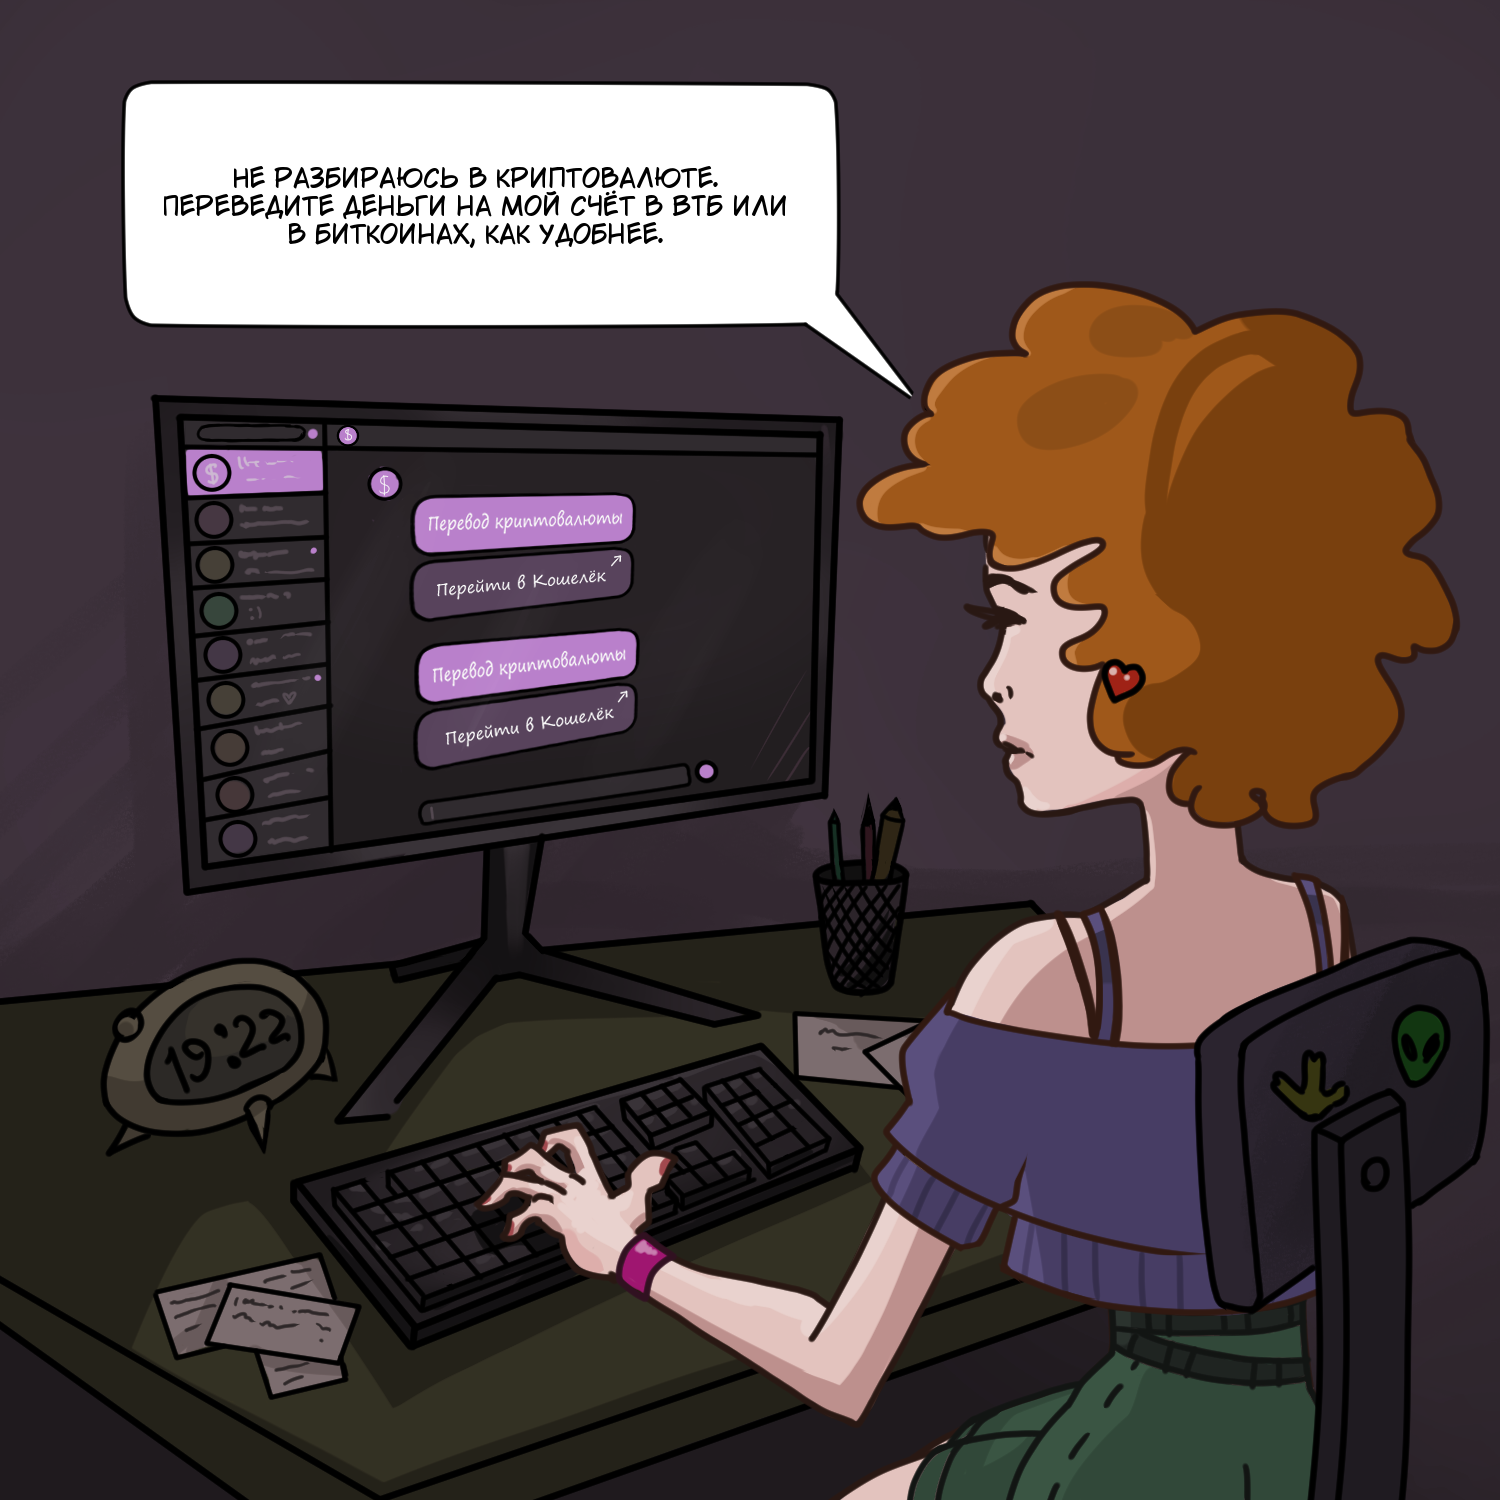 НЕ РАЗБИРАЮСЬ В КРИПТОВАЛЮТЕ.
ПЕРЕВЕДИТЕ ДЕНЬГИ НА МОЙ СЧЁТ В ВТБ ИЛИ
В БИТКОИНАХ, КАК УДОБНЕЕ.
$
$
$
Перевод криптовалюты
Перейти в Кошелёк
Перевод криптовалюты
Перейти в Кошелёк
19:22